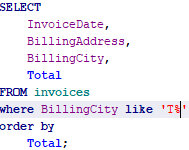 SELECT
InvoiceDate,
BillingAddress,
BillingCity,
Total
FROM invoices
where BillingCity like 'T%'
order by
Total;